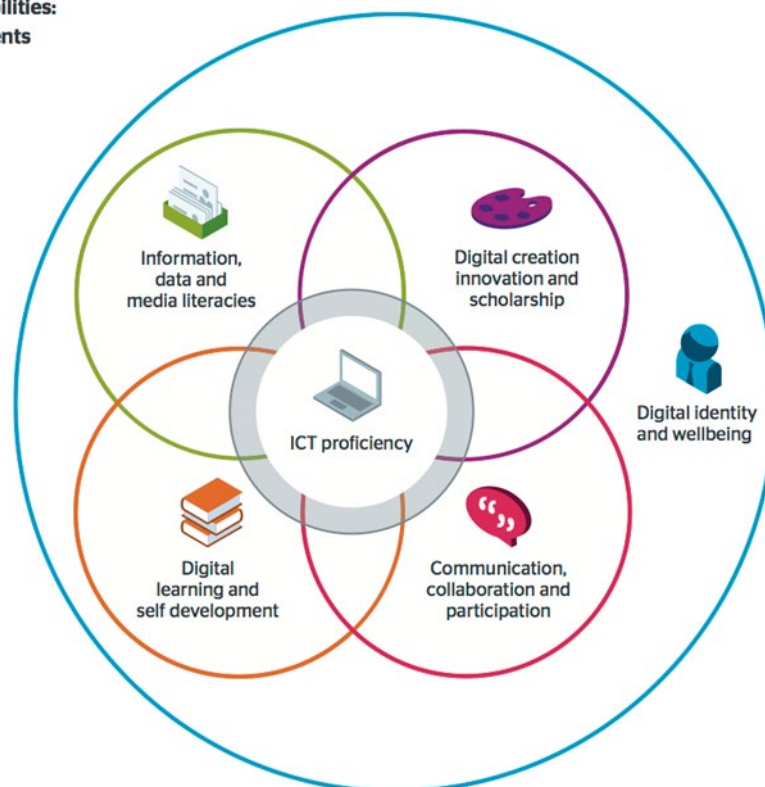 bilities:
ents
Information,
data and
media literacies
Digital creation
innovation and
scholarship
ICT proficiency
Digital identity
and wellbeing
Digital
learning and
self development
Communication,
collaboration and
participation